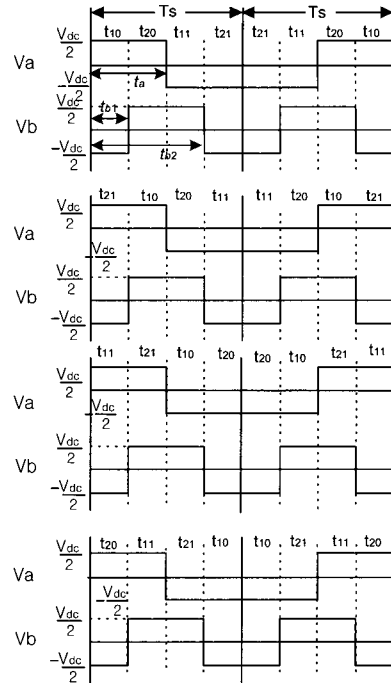 Ts Ts
Vdc/2 t10 t20 t11 t21 t21 t11 t20 t10
Va
ta
-Vdc/2
Vdc/2 tb1
Vb
-Vdc/2 tb2
t21 t10 t20 t11 t11 t20 t10 t21
Vdc/2
Va
-Vdc/2
Vdc/2
Vb
-Vdc/2
t11 t21 t10 t20 t20 t10 t21 t11
Vdc/2
Va
-Vdc/2
Vdc/2
Vb
-Vdc/2
t20 t11 t21 t10 t10 t21 t11 t20
Vdc/2
Va
-Vdc/2
Vdc/2
Vb
-Vdc/2